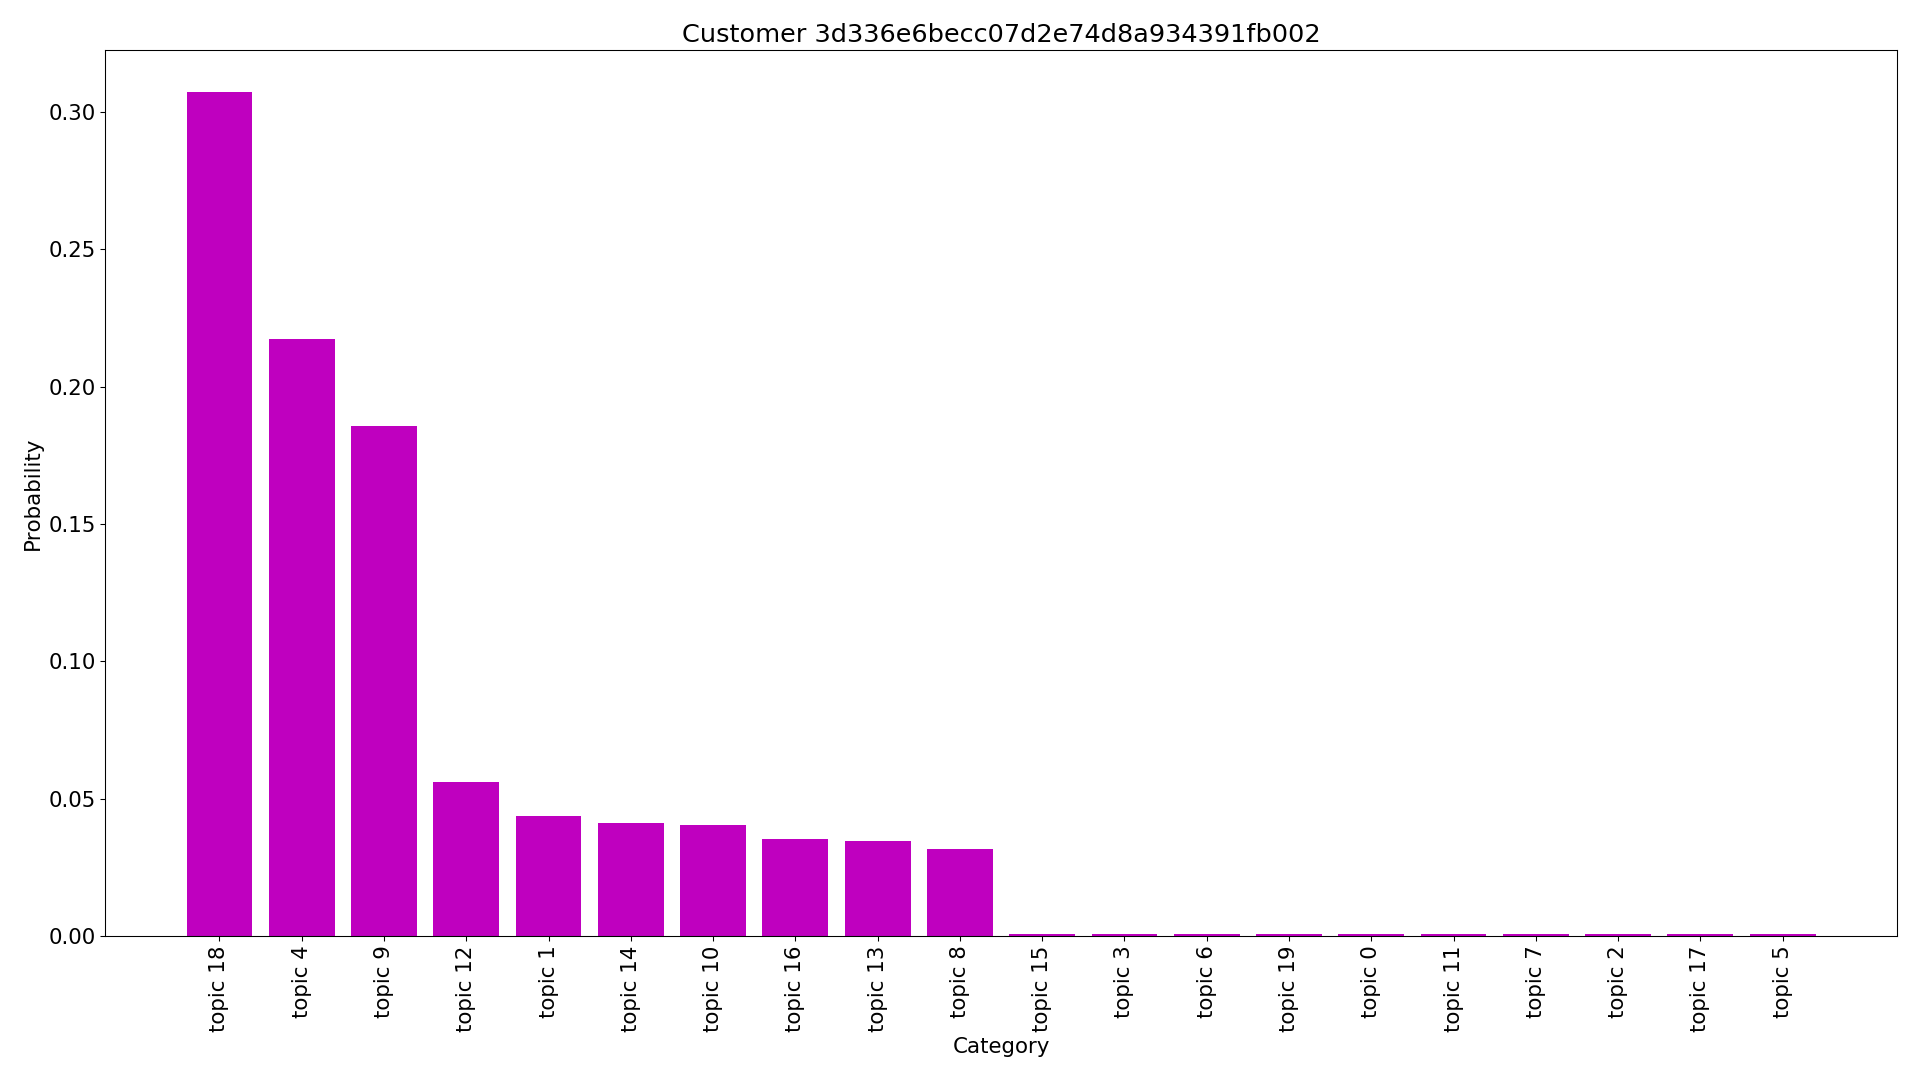 Customer 3d336e6becc07d2e74d8a934391fb002
Probability
0.30
0.25
0.20
0.15
0.10
0.05
0.00
topic 18
topic 4
topic 9
topic 12
topic 1
topic 14
topic 10
topic 16
topic 13
topic 8
topic 15
topic 3
topic 6
topic 19
topic 0
topic 11
topic 7
topic 2
topic 17
topic 5
Category